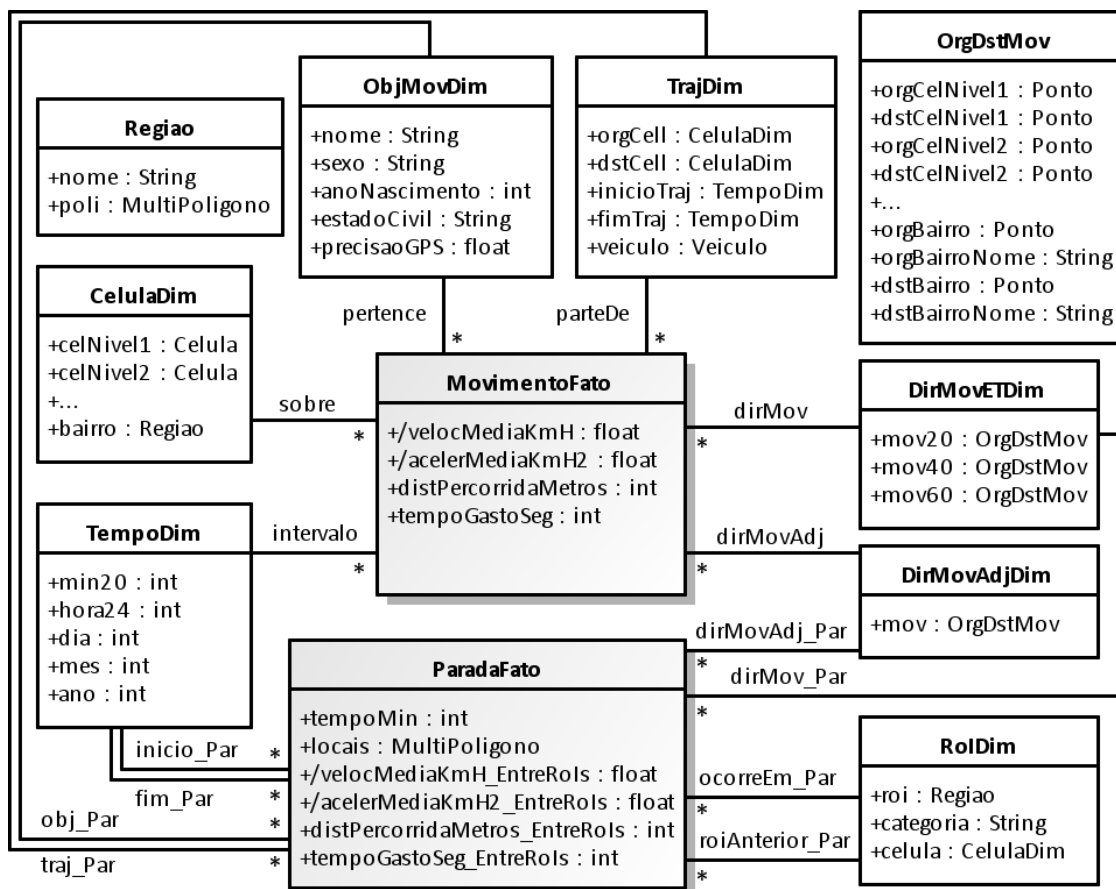 ObjMovDim
+nome : String
+sexo : String
+anoNascimento : int
+estadoCivil : String
+precisaoGPS : float
TrajDim
+orgCell : CelulaDim
+dstCell : CelulaDim
+inicioTraj : TempoDim
+fimTraj : TempoDim
+veiculo : Veiculo
OrgDstMov
+orgCelNivel1 : Ponto
+dstCelNivel1 : Ponto
+orgCelNivel2 : Ponto
+dstCelNivel2 : Ponto
+...
+orgBairro : Ponto
+orgBairroNome : String
+dstBairro : Ponto
+dstBairroNome : String
Regiao
+nome : String
+poli : MultiPoligono
CelulaDim
+celNivel1 : Celula
+celNivel2 : Celula
+...
+bairro : Regiao
pertence
*
parteDe
*
sobre
*
MovimentoFato
+/velocMediaKmH : float
+/acelerMediaKmH2 : float
+distPercorridaMetros : int
+tempoGastoSeg : int
dirMov
*
DirMovETDim
+mov20 : OrgDstMov
+mov40 : OrgDstMov
+mov60 : OrgDstMov
TempoDim
+min20 : int
+hora24 : int
+dia : int
+mes : int
+ano : int
intervalo
*
dirMovAdj
*
DirMovAdjDim
+mov : OrgDstMov
dirMovAdj_Par
*
dirMov_Par
*
ParadaFato
+tempoMin : int
+locais : MultiPoligono
+/velocMediaKmH_EntreRoIs : float
+/acelerMediaKmH2_EntreRoIs : float
+distPercorridaMetros_EntreRoIs : int
+tempoGastoSeg_EntreRoIs : int
inicio_Par
*
fim_Par
*
obj_Par
*
traj_Par
*
ocorreEm_Par
*
roiAnterior_Par
*
RoIDim
+roi : Regiao
+categoria : String
+celula : CelulaDim